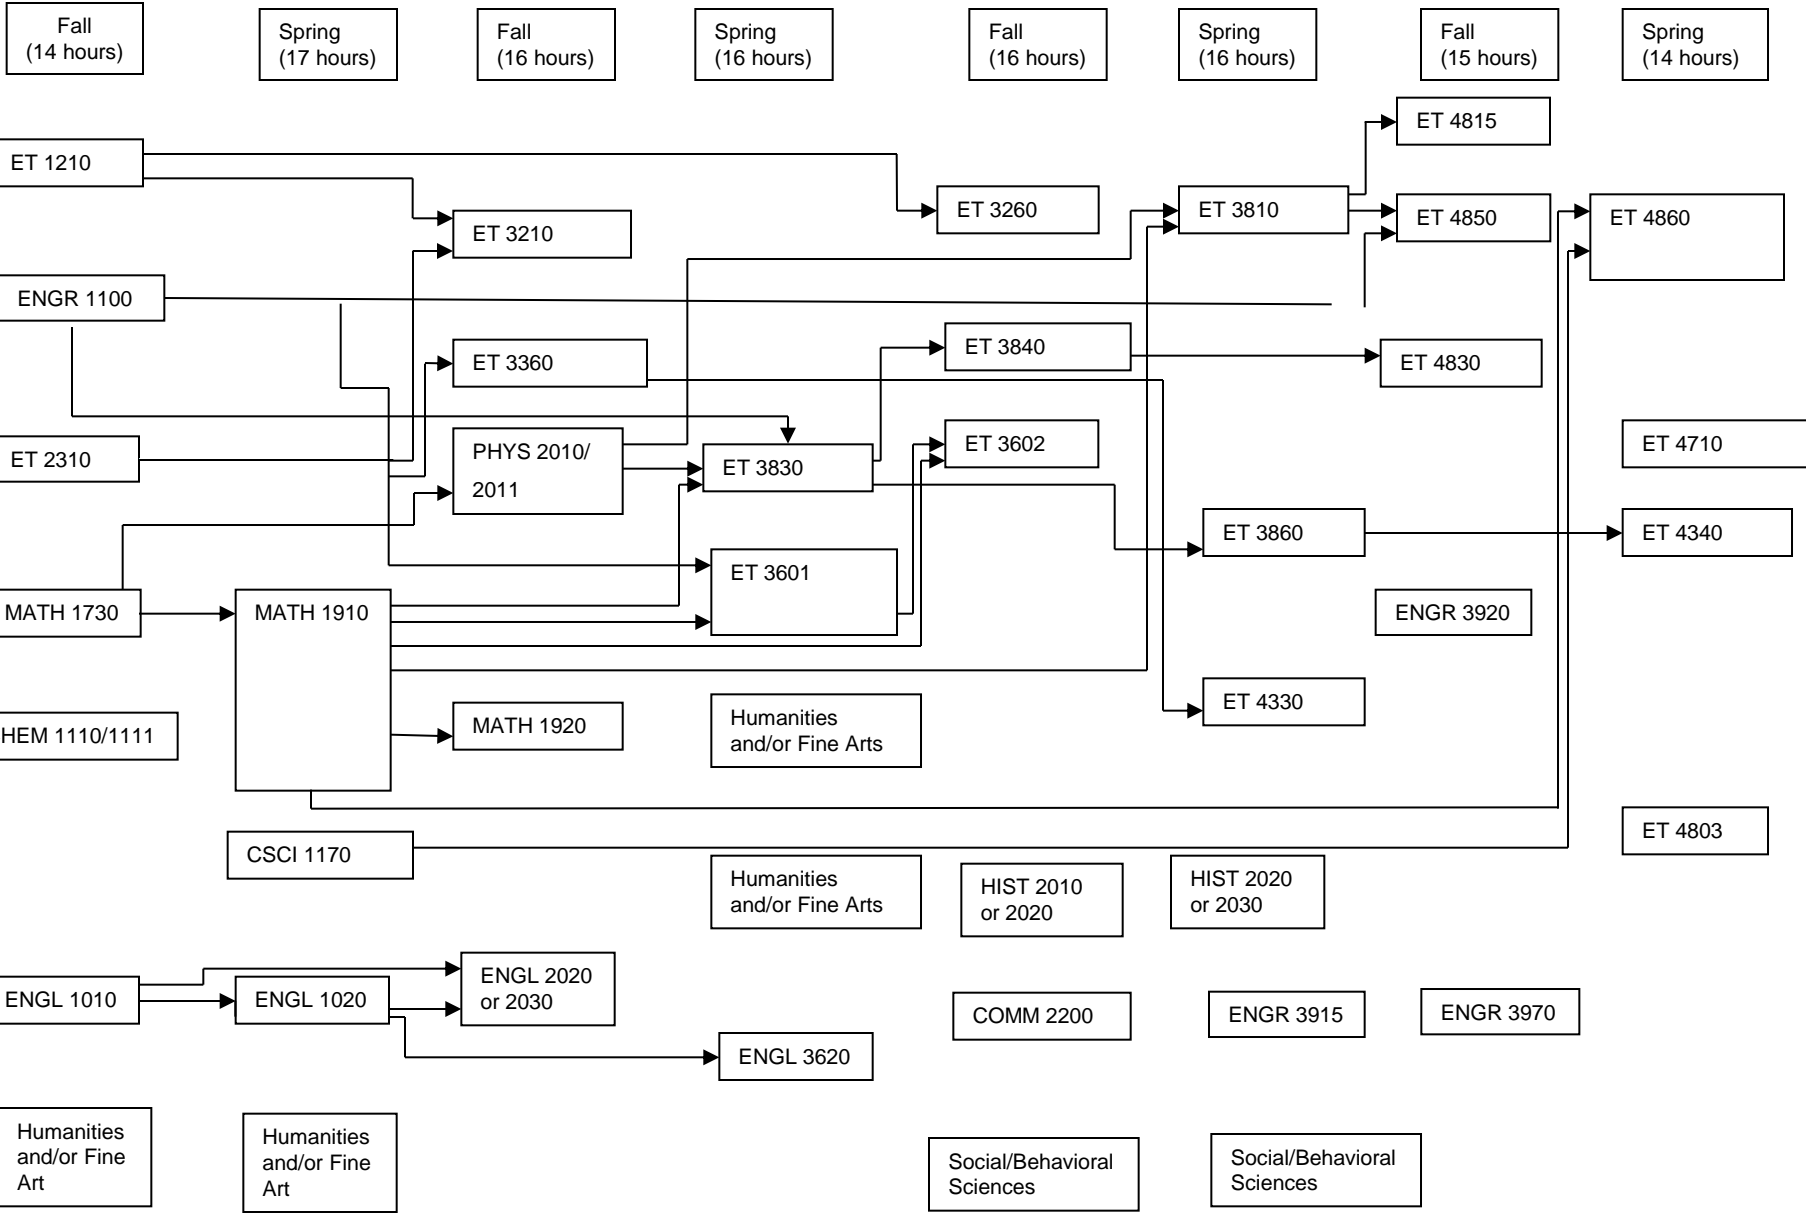 Fall
(14 hours)
Spring
(17 hours)
Fall
(16 hours)
Spring
(16 hours)
Fall
(16 hours)
Spring
(16 hours)
Fall
(15 hours)
Spring
(14 hours)
ET 4815
ET 1210
ET 3260
ET 3810
ET 4850
ET 4860
ET 3210
ENGR 1100
ET 3360
ET 3840
ET 4830
ET 2310
PHYS 2010/
2011
ET 3830
ET 3602
ET 4710
ET 3860
ET 4340
ET 3601
MATH 1730
MATH 1910
ENGR 3920
ET 4330
HEM 1110/1111
MATH 1920
Humanities
and/or Fine Arts
CSCI 1170
ET 4803
Humanities
and/or Fine Arts
HIST 2010
or 2020
HIST 2020
or 2030
ENGL 1010
ENGL 1020
ENGL 2020
or 2030
COMM 2200
ENGR 3915
ENGR 3970
ENGL 3620
Humanities
and/or Fine
Art
Humanities
and/or Fine
Art
Social/Behavioral
Sciences
Social/Behavioral
Sciences